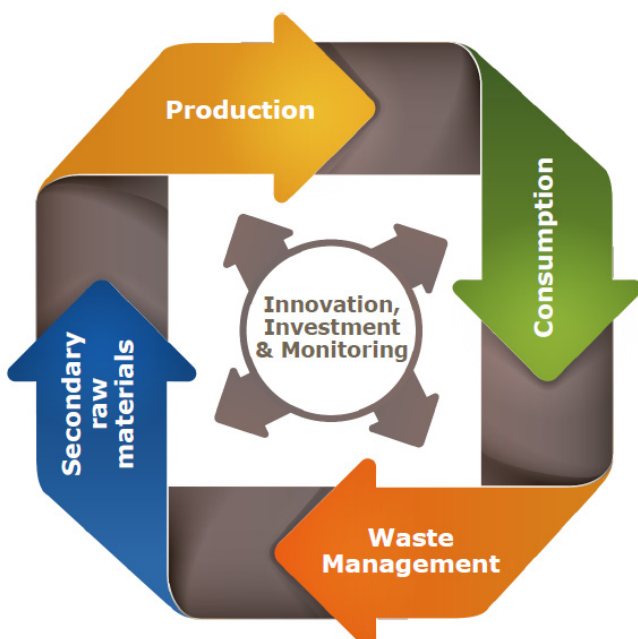 Production
Consumption
Innovation,
Investment
& Monitoring
Secondary
raw
materials
Waste
Management